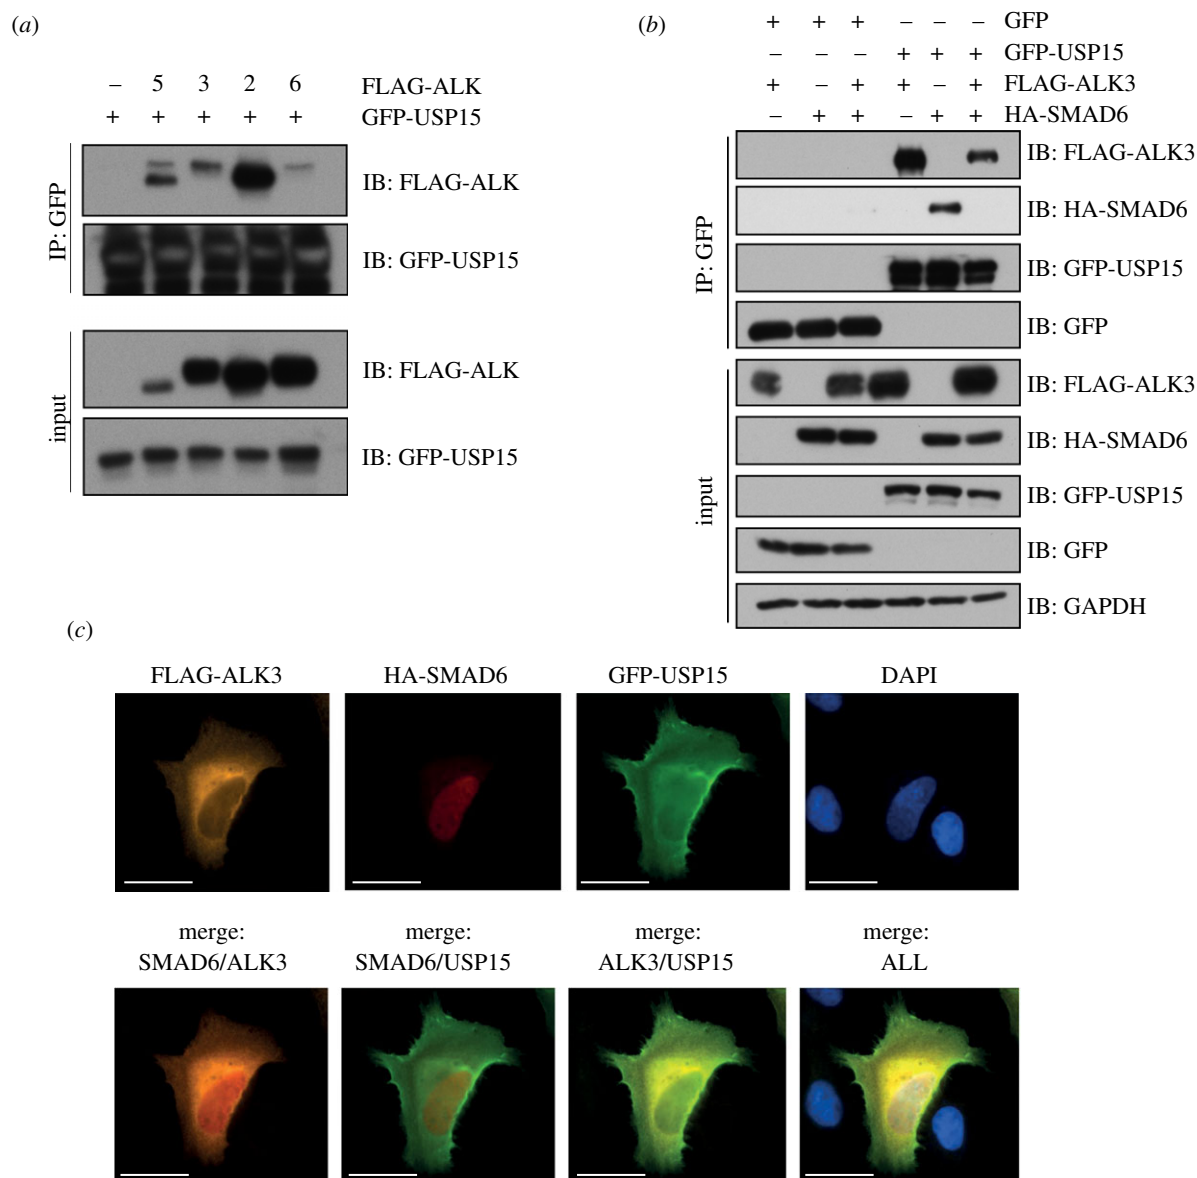 (a)
– 5 3 2 6 FLAG-ALK
+ + + + + GFP-USP15
IP: GFP
IB: FLAG-ALK
IB: GFP-USP15
input
IB: FLAG-ALK
IB: GFP-USP15
(b)
+ + + – – – GFP
– – – + + + GFP-USP15
+ – + + – + FLAG-ALK3
– + + – + + HA-SMAD6
IP: GFP
IB: FLAG-ALK3
IB: HA-SMAD6
IB: GFP-USP15
IB: GFP
input
IB: FLAG-ALK3
IB: HA-SMAD6
IB: GFP-USP15
IB: GFP
IB: GAPDH
(c)
FLAG-ALK3
HA-SMAD6
GFP-USP15
DAPI
merge:
SMAD6/ALK3
merge:
SMAD6/USP15
merge:
ALK3/USP15
merge:
ALL